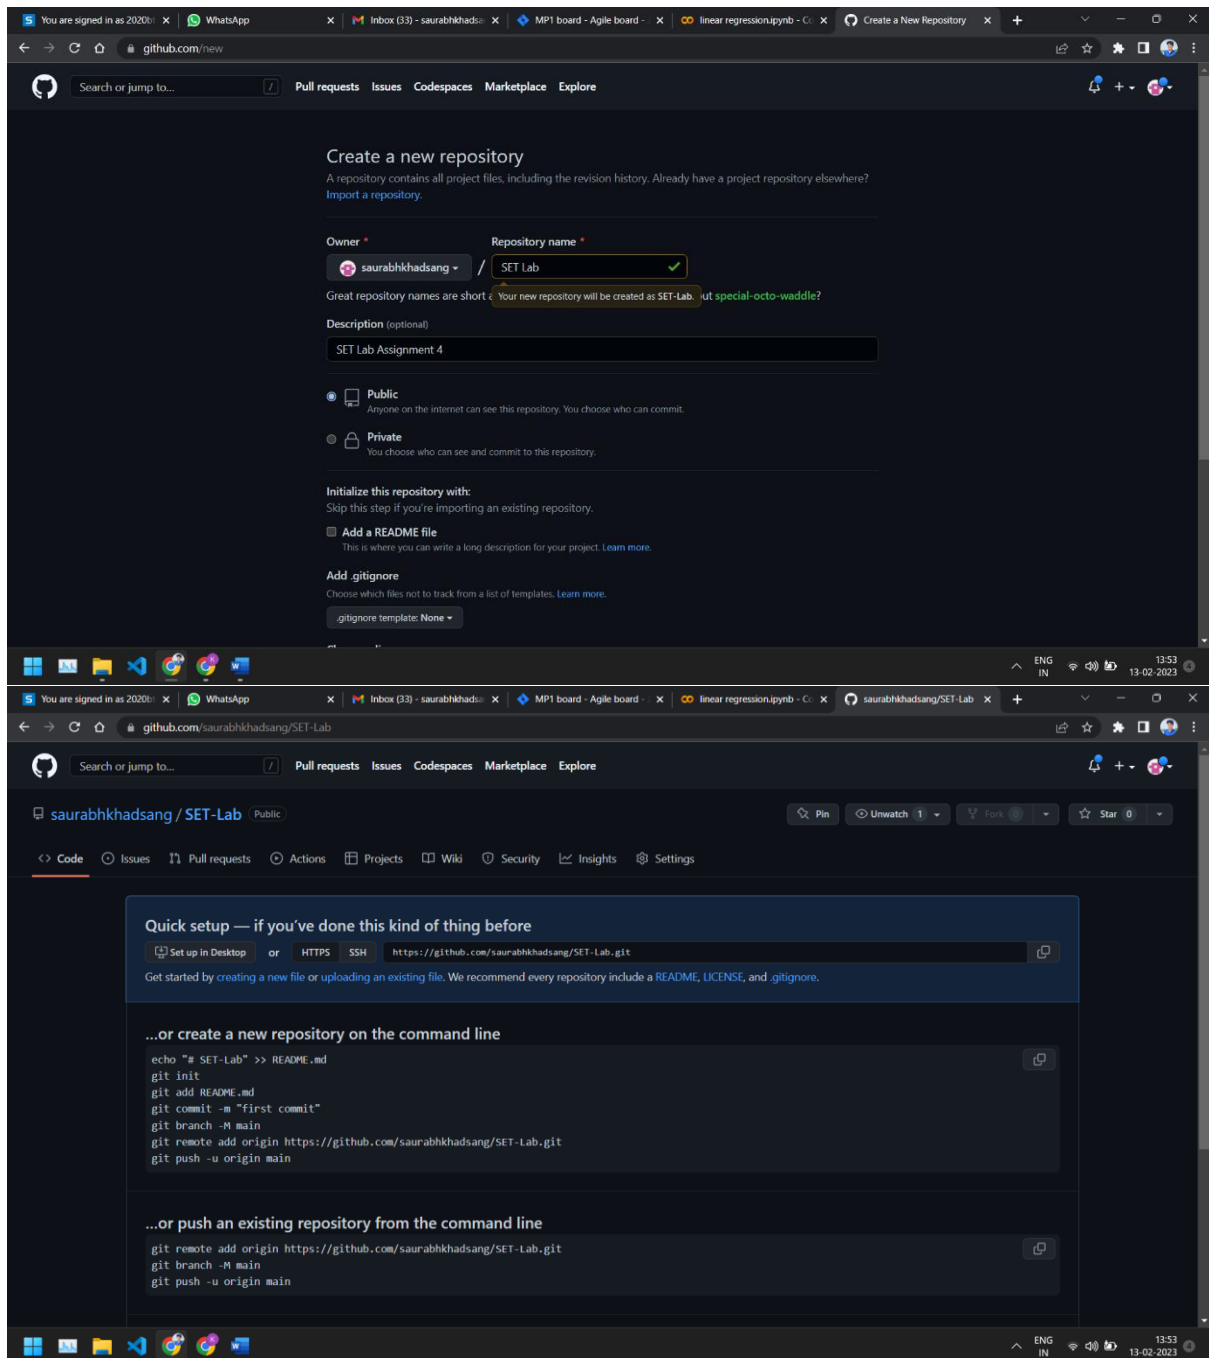 You are signed in as 2020b
WhatsApp
Inbox (33) - saurabhkhadsa
MP1 board - Agile board -
linear regression.ipynb - Co
Create a New Repository
github.com/new
Search or jump to...
/
Pull requests Issues Codespaces Marketplace Explore
Create a new repository
A repository contains all project files, including the revision history. Already have a project repository elsewhere?
Import a repository.
Owner *
Repository name *
saurabhkhadsang
/
SET Lab
Great repository names are short a
Your new repository will be created as SET-Lab.
ut special-octo-waddle?
Description (optional)
SET Lab Assignment 4
Public
Anyone on the internet can see this repository. You choose who can commit.
Private
You choose who can see and commit to this repository.
Initialize this repository with:
Skip this step if you're importing an existing repository.
Add a README file
This is where you can write a long description for your project. Learn more.
Add .gitignore
Choose which files not to track from a list of templates. Learn more.
.gitignore template: None
ENG
IN
13:53
13-02-2023
You are signed in as 2020b
WhatsApp
Inbox (33) - saurabhkhadsa
MP1 board - Agile board -
linear regression.ipynb - Co
saurabhkhadsang/SET-Lab
github.com/saurabhkhadsang/SET-Lab
Search or jump to...
/
Pull requests Issues Codespaces Marketplace Explore
saurabhkhadsang / SET-Lab Public
Pin
Unwatch 1
Fork 0
Star 0
Code Issues Pull requests Actions Projects Wiki Security Insights Settings
Quick setup — if you've done this kind of thing before
Set up in Desktop or HTTPS SSH https://github.com/saurabhkhadsang/SET-Lab.git
Get started by creating a new file or uploading an existing file. We recommend every repository include a README, LICENSE, and .gitignore.
...or create a new repository on the command line
echo "# SET-Lab" >> README.md
git init
git add README.md
git commit -m "first commit"
git branch -M main
git remote add origin https://github.com/saurabhkhadsang/SET-Lab.git
git push -u origin main
...or push an existing repository from the command line
git remote add origin https://github.com/saurabhkhadsang/SET-Lab.git
git branch -M main
git push -u origin main
ENG
IN
13:53
13-02-2023